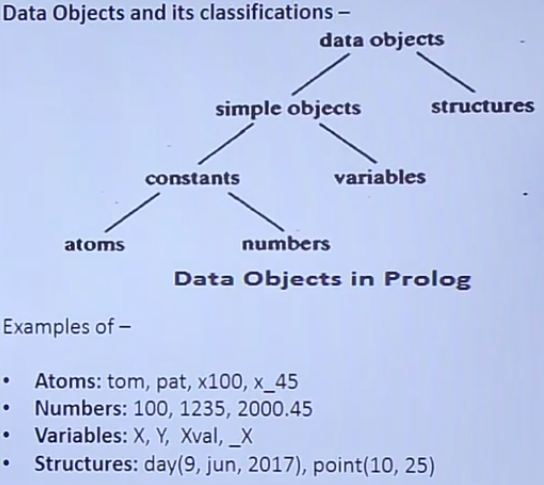 Data Objects and its classifications –
data objects
simple objects structures
constants variables
atoms numbers
Data Objects in Prolog
Examples of –
• Atoms: tom, pat, x100, x_45
• Numbers: 100, 1235, 2000.45
• Variables: X, Y, Xval, _X
• Structures: day(9, jun, 2017), point(10, 25)